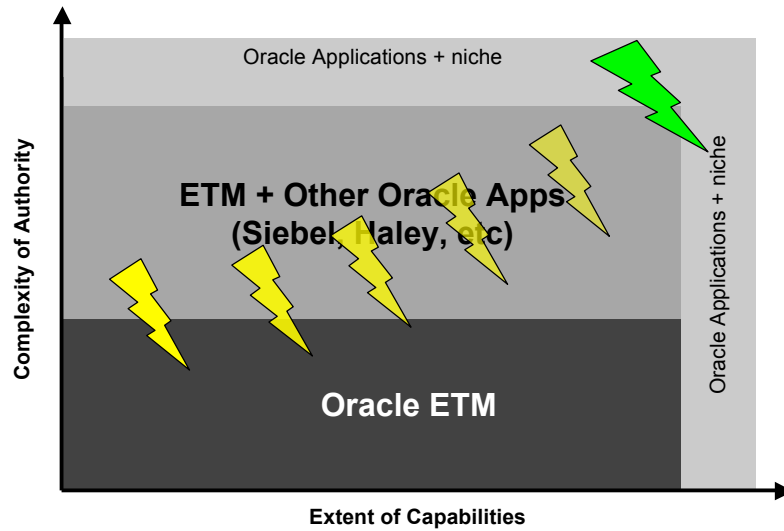 Oracle Applications + niche
Complexity of Authority
ETM + Other Oracle Apps
(Siebel, Haley, etc)
Oracle Applications + niche
Oracle ETM
Extent of Capabilities